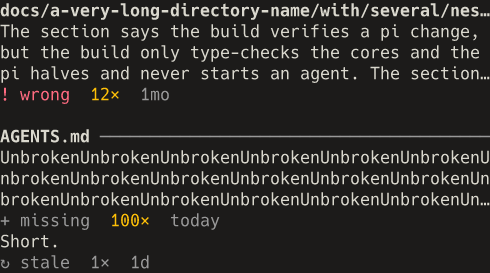 docs/a-very-long-directory-name/with/several/nes…
The section says the build verifies a pi change,
but the build only type-checks the cores and the
pi halves and never starts an agent. The section…
! wrong  12×  1mo
AGENTS.md
UnbrokenUnbrokenUnbrokenUnbrokenUnbrokenUnbrokenU
nbrokenUnbrokenUnbrokenUnbrokenUnbrokenUnbrokenUn
brokenUnbrokenUnbrokenUnbrokenUnbrokenUnbrokenUn…
+ missing  100×  today
Short.
↻ stale  1×  1d